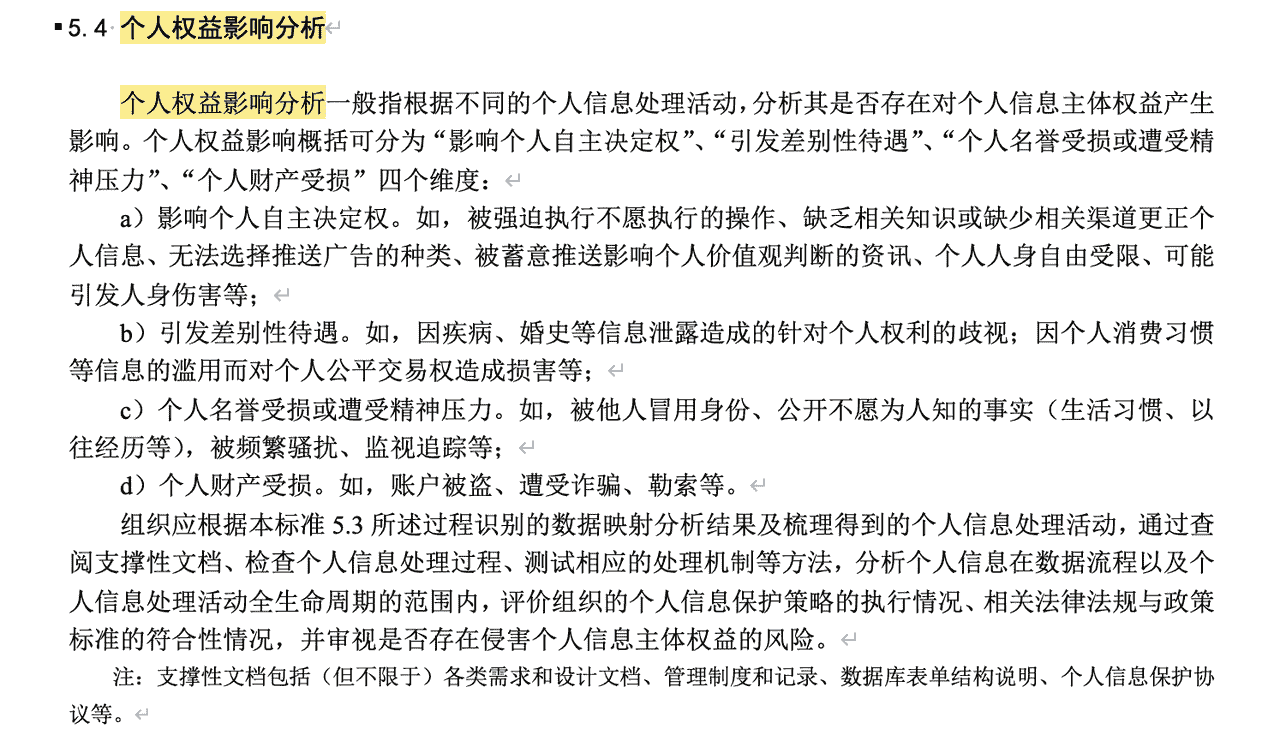 5.4 个人权益影响分析
个人权益影响分析一般指根据不同的个人信息处理活动，分析其是否存在对个人信息主体权益产生
影响。个人权益影响概括可分为“影响个人自主决定权”、“引发差别性待遇”、“个人名誉受损或遭受精
神压力”、“个人财产受损”四个维度：
a）影响个人自主决定权。如，被强迫执行不愿执行的操作、缺乏相关知识或缺少相关渠道更正个
人信息、无法选择推送广告的种类、被蓄意推送影响个人价值观判断的资讯、个人人身自由受限、可能
引发人身伤害等；
b）引发差别性待遇。如，因疾病、婚史等信息泄露造成的针对个人权利的歧视；因个人消费习惯
等信息的滥用而对个人公平交易权造成损害等；
c）个人名誉受损或遭受精神压力。如，被他人冒用身份、公开不愿为人知的事实（生活习惯、以
往经历等），被频繁骚扰、监视追踪等；
d）个人财产受损。如，账户被盗、遭受诈骗、勒索等。
组织应根据本标准 5.3 所述过程识别的数据映射分析结果及梳理得到的个人信息处理活动，通过查
阅支撑性文档、检查个人信息处理过程、测试相应的处理机制等方法，分析个人信息在数据流程以及个
人信息处理活动全生命周期的范围内，评价组织的个人信息保护策略的执行情况、相关法律法规与政策
标准的符合性情况，并审视是否存在侵害个人信息主体权益的风险。
注：支撑性文档包括（但不限于）各类需求和设计文档、管理制度和记录、数据库表单结构说明、个人信息保护协
议等。